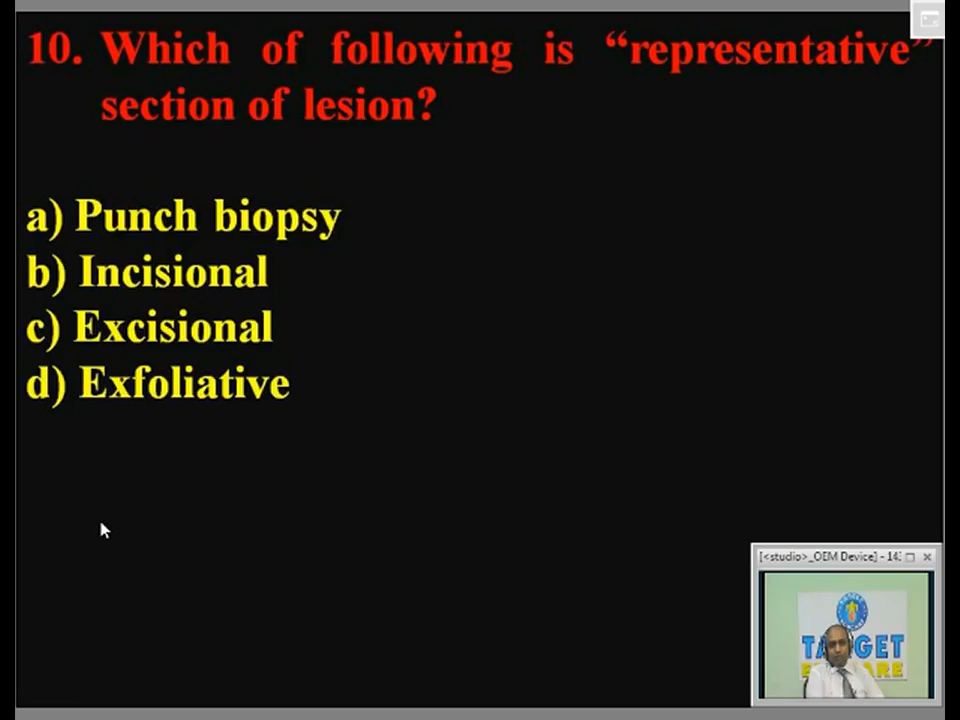 10. Which of following is “representative”
section of lesion?
a) Punch biopsy
b) Incisional
c) Excisional
d) Exfoliative
[<studio>_OEM Device] - 14:
TARGET